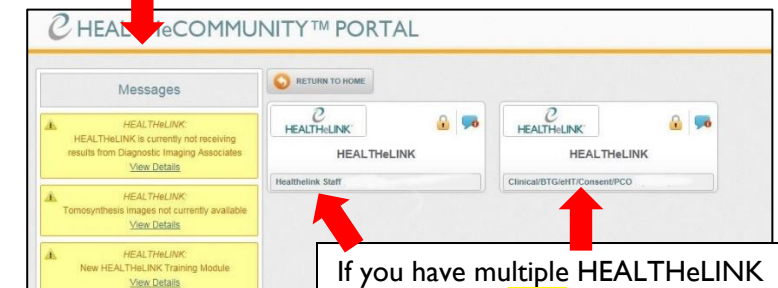 HEALTHeCOMMUNITY™ PORTAL
Messages
RETURN TO HOME
HEALTHeLINK:
HEALTHeLINK is currently not receiving
results from Diagnostic Imaging Associates
View Details
HEALTHeLINK:
Tomosynthesis images not currently available
View Details
HEALTHeLINK:
New HEALTHeLINK Training Module
View Details
HEALTHeLINK
HEALTHeLINK
Healthelink Staff
HEALTHeLINK
HEALTHeLINK
Clinical/BTG/eHT/Consent/PCO
If you have multiple HEALTHeLINK